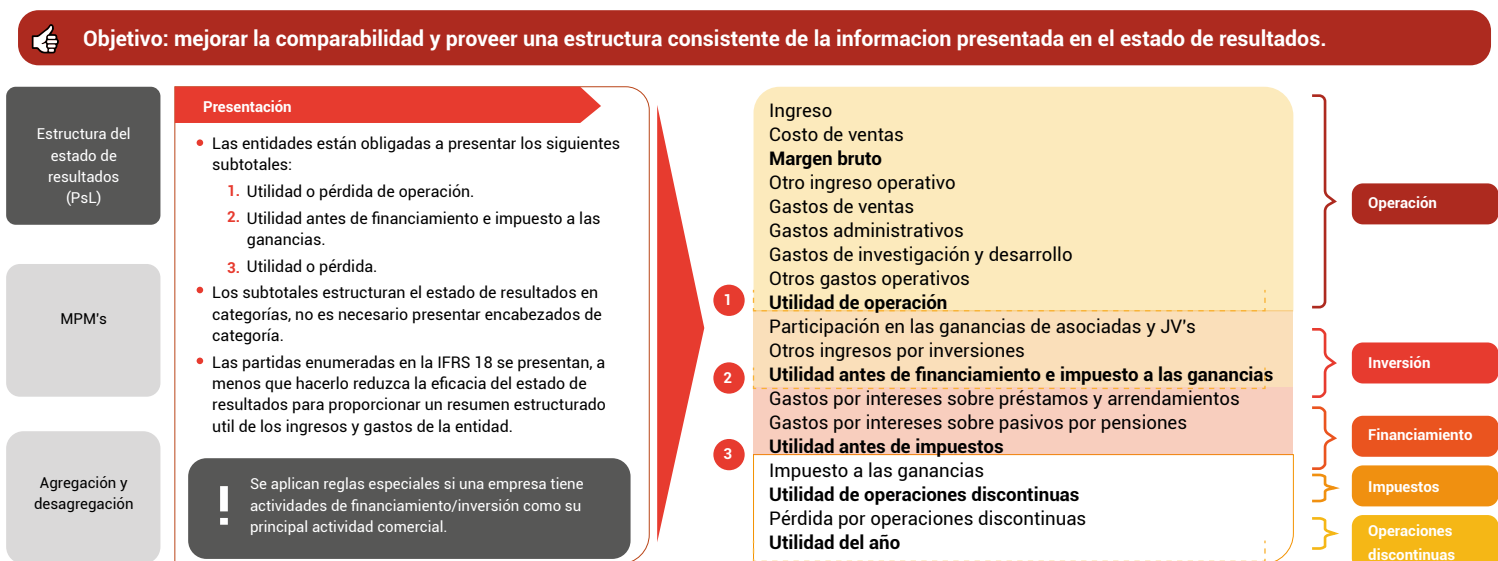 Objetivo: mejorar la comparabilidad y proveer una estructura consistente de la informacion presentada en el estado de resultados.
Estructura del
estado de
resultados
(PsL)
MPM's
Agregación y
desagregación
Presentación
• Las entidades están obligadas a presentar los siguientes
subtotales:
1. Utilidad o pérdida de operación.
2. Utilidad antes de financiamiento e impuesto a las
ganancias.
3. Utilidad o pérdida.
• Los subtotales estructuran el estado de resultados en
categorías, no es necesario presentar encabezados de
categoría.
• Las partidas enumeradas en la IFRS 18 se presentan, a
menos que hacerlo reduzca la eficacia del estado de
resultados para proporcionar un resumen estructurado
util de los ingresos y gastos de la entidad.
!
Se aplican reglas especiales si una empresa tiene
actividades de financiamiento/inversión como su
principal actividad comercial.
Ingreso
Costo de ventas
Margen bruto
Otro ingreso operativo
Gastos de ventas
Gastos administrativos
Gastos de investigación y desarrollo
Otros gastos operativos
1
Utilidad de operación
Participación en las ganancias de asociadas y JV's
Otros ingresos por inversiones
2
Utilidad antes de financiamiento e impuesto a las ganancias
Gastos por intereses sobre préstamos y arrendamientos
Gastos por intereses sobre pasivos por pensiones
3
Utilidad antes de impuestos
Impuesto a las ganancias
Utilidad de operaciones discontinuas
Pérdida por operaciones discontinuas
Utilidad del año
Operación
Inversión
Financiamiento
Impuestos
Operaciones
discontinuas